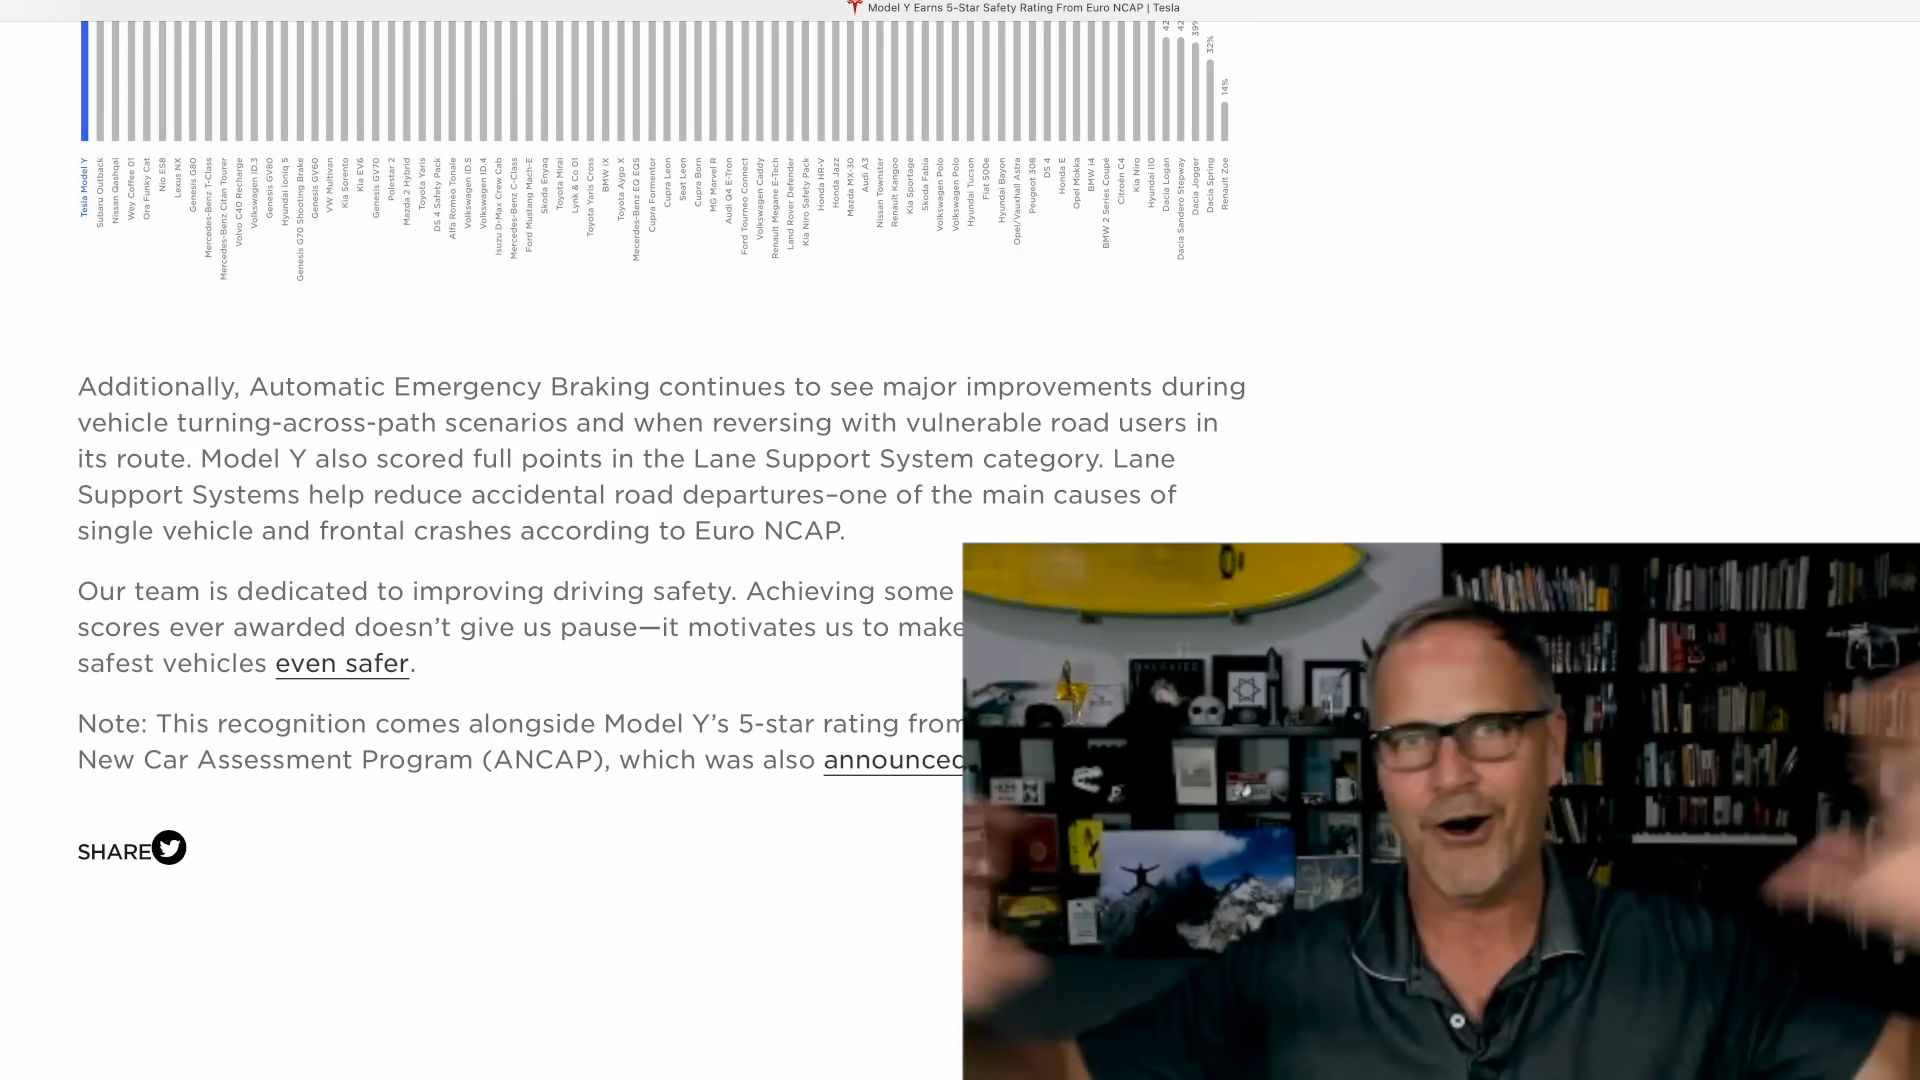 Model Y Earns 5-Star Safety Rating From Euro NCAP | Tesla
42
42
39%
32%
14%
Tesla Model Y
Subaru Outback
Nissan Qashqai
Wey Coffee 01
Ora Funky Cat
Nio ES8
Lexus NX
Genesis G80
Mercedes-Benz T-Class
Mercedes-Benz Citan Tourer
Volvo C40 Recharge
Volkswagen ID.3
Genesis GV80
Hyundai Ioniq 5
Genesis G70 Shooting Brake
Genesis GV60
VW Multivan
Kia Sorento
Kia EV6
Genesis GV70
Polestar 2
Mazda 2 Hybrid
Toyota Yaris
DS 4 Safety Pack
Alfa Romeo Tonale
Volkswagen ID.5
Volkswagen ID.4
Isuzu D-Max Crew Cab
Mercedes-Benz C-Class
Ford Mustang Mach-E
Skoda Enyaq
Toyota Mirai
Lynk & Co 01
Toyota Yaris Cross
BMW iX
Toyota Aygo X
Mecerdes-Benz EQ EQS
Cupra Formentor
Cupra Leon
Seat Leon
Cupra Born
MG Marvel R
Audi Q4 E-Tron
Ford Tourneo Connect
Volkswagen Caddy
Renault Megane E-Tech
Land Rover Defender
Kia Niro Safety Pack
Honda HR-V
Honda Jazz
Mazda MX-30
Audi A3
Nissan Townster
Renault Kangoo
Kia Sportage
Skoda Fabia
Volkswagen Polo
Volkswagen Polo
Hyundai Tucson
Fiat 500e
Hyundai Bayon
Opel/Vauxhall Astra
Peugeot 308
DS 4
Honda E
Opel Mokka
BMW i4
BMW 2 Series Coupé
Citroën C4
Kia Niro
Hyundai i10
Dacia Logan
Dacia Sandero Stepway
Dacia Jogger
Dacia Spring
Renault Zoe
Additionally, Automatic Emergency Braking continues to see major improvements during
vehicle turning-across-path scenarios and when reversing with vulnerable road users in
its route. Model Y also scored full points in the Lane Support System category. Lane
Support Systems help reduce accidental road departures–one of the main causes of
single vehicle and frontal crashes according to Euro NCAP.
Our team is dedicated to improving driving safety. Achieving some
scores ever awarded doesn’t give us pause—it motivates us to make
safest vehicles even safer.
Note: This recognition comes alongside Model Y’s 5-star rating from
New Car Assessment Program (ANCAP), which was also announced
SHARE